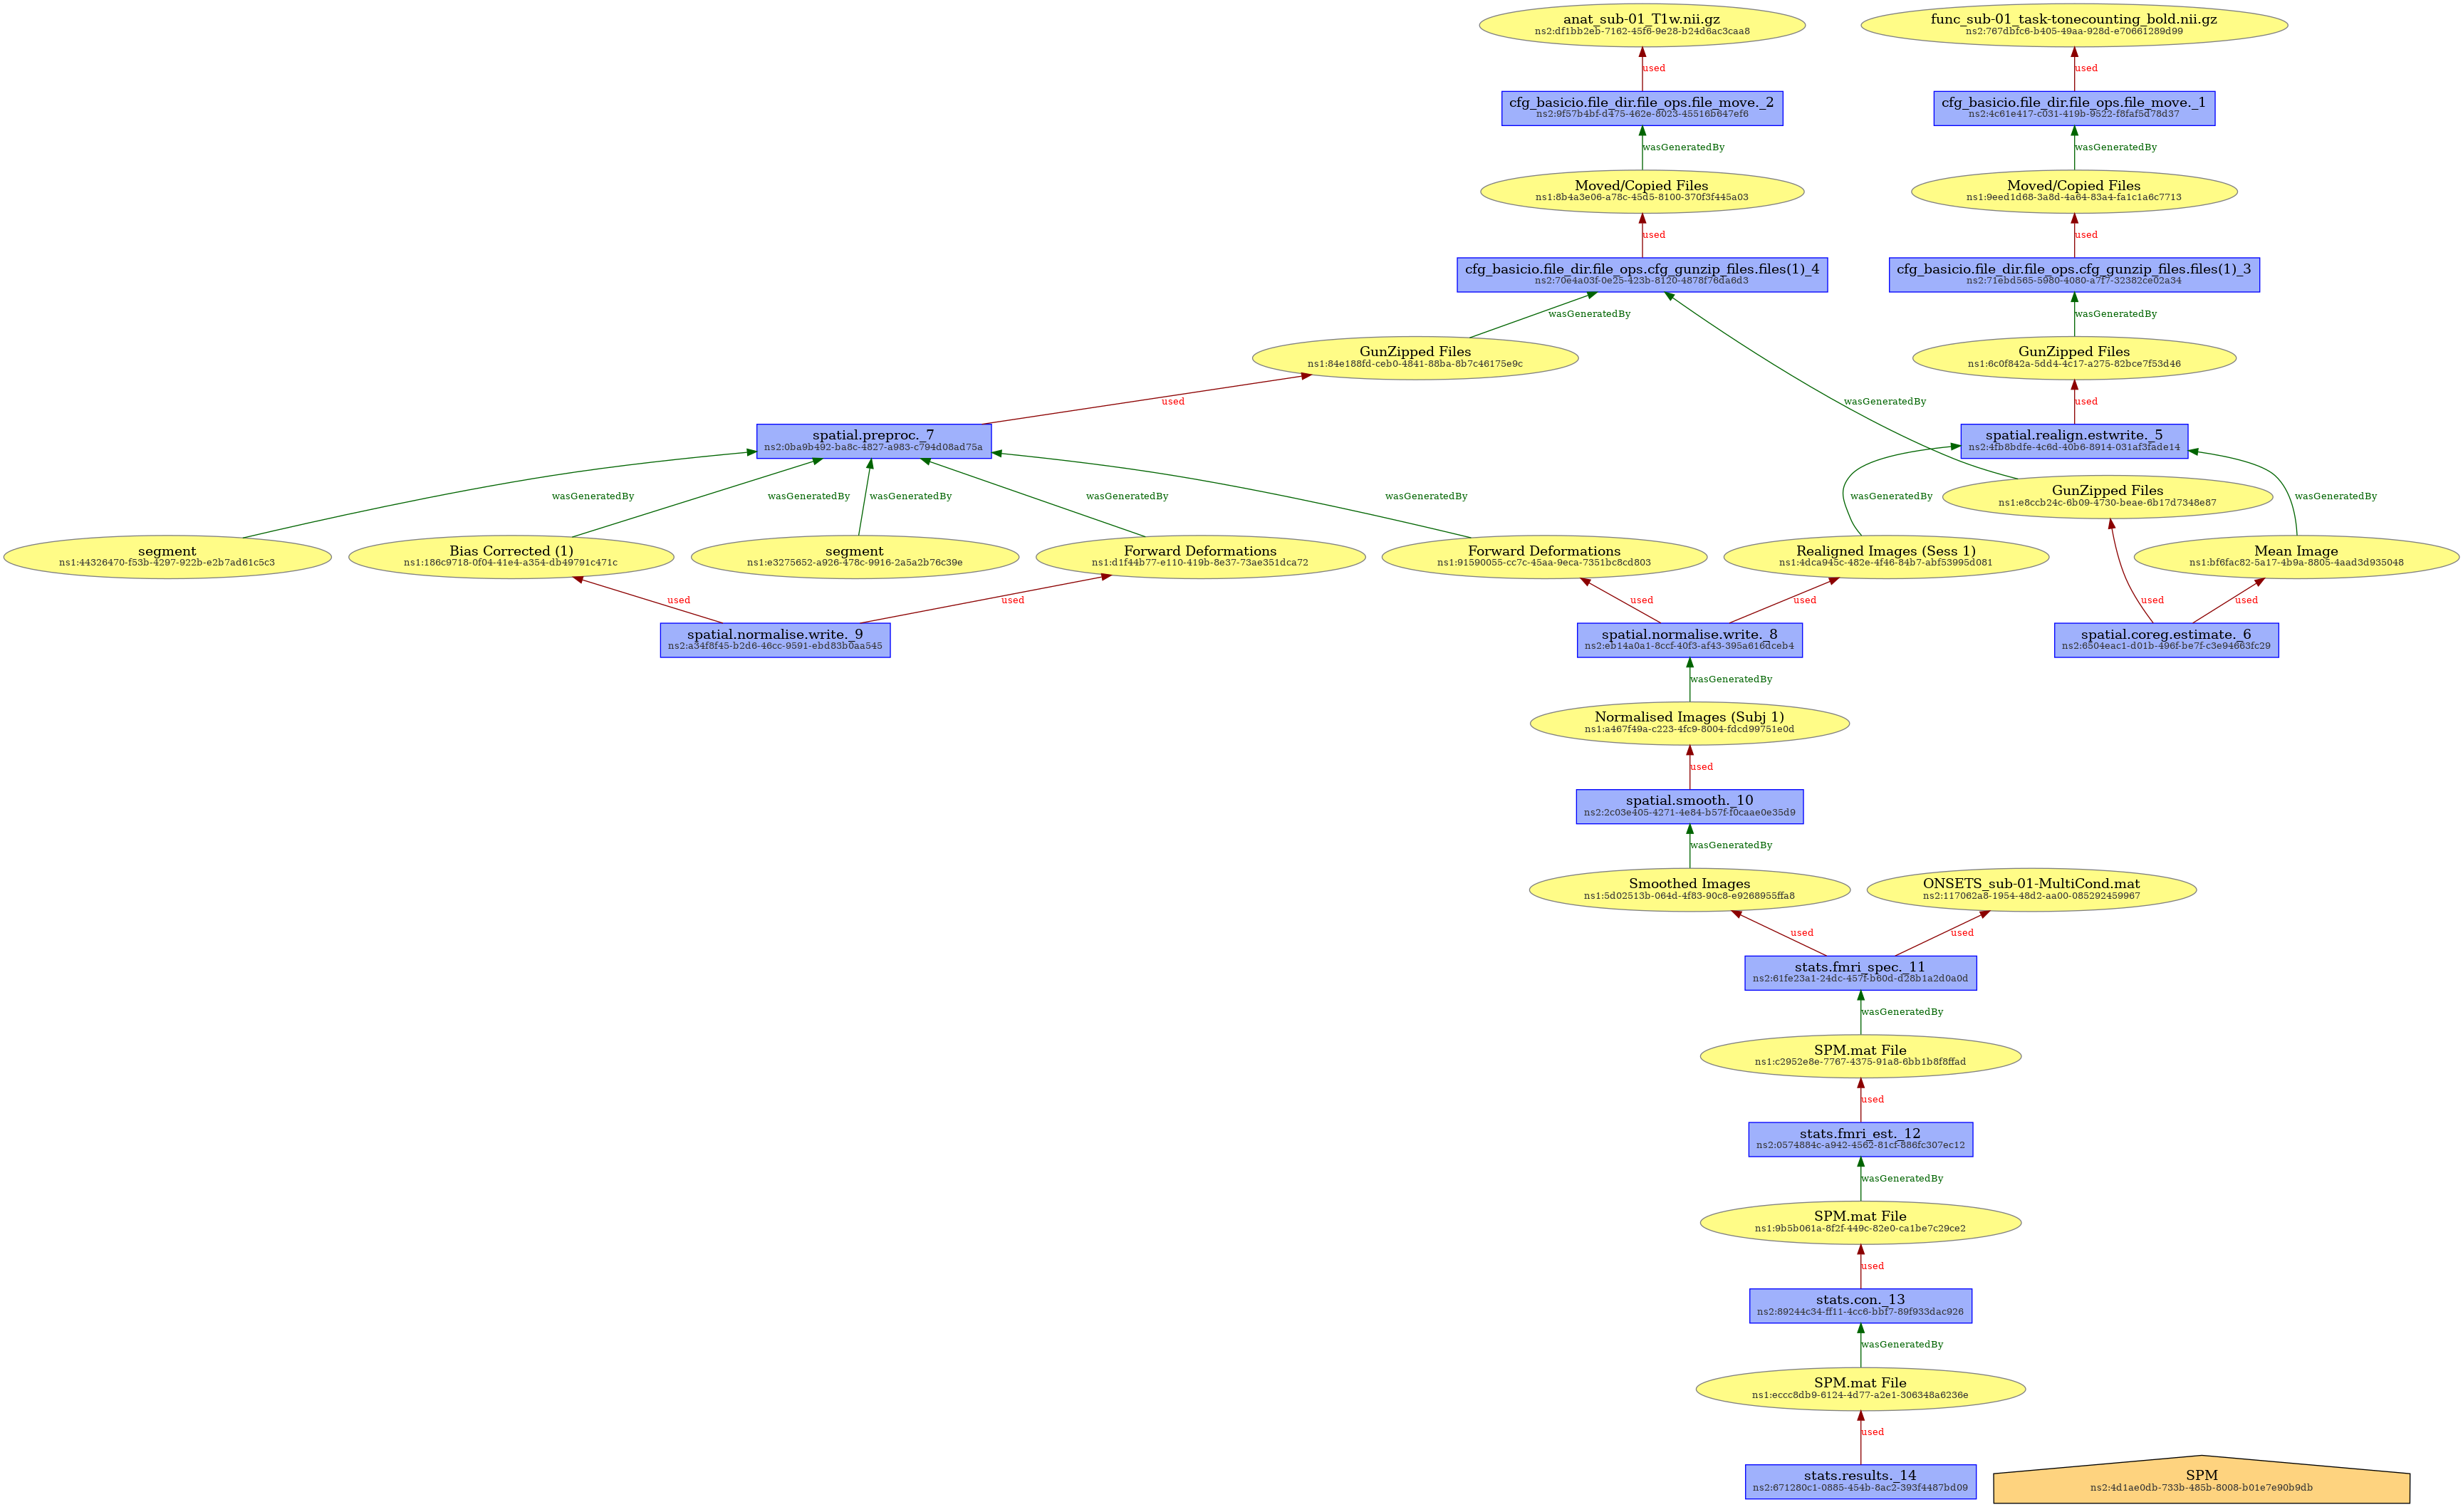 anat_sub-01_T1w.nii.gz
ns2:df1bb2eb-7162-45f6-9e28-b24d6ac3caa8
func_sub-01_task-tonecounting_bold.nii.gz
ns2:767dbfc6-b405-49aa-928d-e70661289d99
used
used
cfg_basicio.file_dir.file_ops.file_move._2
ns2:9f57b4bf-d475-462e-8023-45516b647ef6
cfg_basicio.file_dir.file_ops.file_move._1
ns2:4c61e417-c031-419b-9522-f8faf5d78d37
wasGeneratedBy
wasGeneratedBy
Moved/Copied Files
ns1:8b4a3e06-a78c-45d5-8100-370f3f445a03
Moved/Copied Files
ns1:9eed1d68-3a8d-4a64-83a4-fa1c1a6c7713
used
used
cfg_basicio.file_dir.file_ops.cfg_gunzip_files.files(1)_4
ns2:70e4a03f-0e25-423b-8120-4878f76da6d3
cfg_basicio.file_dir.file_ops.cfg_gunzip_files.files(1)_3
ns2:71ebd565-5980-4080-a7f7-32382ce02a34
wasGeneratedBy
wasGeneratedBy
GunZipped Files
ns1:84e188fd-ceb0-4841-88ba-8b7c46175e9c
GunZipped Files
ns1:6c0f842a-5dd4-4c17-a275-82bce7f53d46
used
wasGeneratedBy
used
spatial.preproc._7
ns2:0ba9b492-ba8c-4827-a983-c794d08ad75a
spatial.realign.estwrite._5
ns2:4fb8bdfe-4c6d-40b6-8914-031af3fade14
wasGeneratedBy
wasGeneratedBy
wasGeneratedBy
wasGeneratedBy
wasGeneratedBy
wasGeneratedBy
GunZipped Files
ns1:e8ccb24c-6b09-4730-beae-6b17d7348e87
wasGeneratedBy
segment
ns1:44326470-f53b-4297-922b-e2b7ad61c5c3
Bias Corrected (1)
ns1:186c9718-0f04-41e4-a354-db49791c471c
segment
ns1:e3275652-a926-478c-9916-2a5a2b76c39e
Forward Deformations
ns1:d1f44b77-e110-419b-8e37-73ae351dca72
Forward Deformations
ns1:91590055-cc7c-45aa-9eca-7351bc8cd803
Realigned Images (Sess 1)
ns1:4dca945c-482e-4f46-84b7-abf53995d081
Mean Image
ns1:bf6fac82-5a17-4b9a-8805-4aad3d935048
used
used
used
used
used
used
spatial.normalise.write._9
ns2:a34f8f45-b2d6-46cc-9591-ebd83b0aa545
spatial.normalise.write._8
ns2:eb14a0a1-8ccf-40f3-af43-395a616dceb4
spatial.coreg.estimate._6
ns2:6504eac1-d01b-496f-be7f-c3e94663fc29
wasGeneratedBy
Normalised Images (Subj 1)
ns1:a467f49a-c223-4fc9-8004-fdcd99751e0d
used
spatial.smooth._10
ns2:2c03e405-4271-4e84-b57f-f0caae0e35d9
wasGeneratedBy
Smoothed Images
ns1:5d02513b-064d-4f83-90c8-e9268955ffa8
ONSETS_sub-01-MultiCond.mat
ns2:117062a8-1954-48d2-aa00-085292459967
used
used
stats.fmri_spec._11
ns2:61fe23a1-24dc-457f-b60d-d28b1a2d0a0d
wasGeneratedBy
SPM.mat File
ns1:c2952e8e-7767-4375-91a8-6bb1b8f8ffad
used
stats.fmri_est._12
ns2:0574884c-a942-4562-81cf-886fc307ec12
wasGeneratedBy
SPM.mat File
ns1:9b5b061a-8f2f-449c-82e0-ca1be7c29ce2
used
stats.con._13
ns2:89244c34-ff11-4cc6-bbf7-89f933dac926
wasGeneratedBy
SPM.mat File
ns1:eccc8db9-6124-4d77-a2e1-306348a6236e
used
stats.results._14
ns2:671280c1-0885-454b-8ac2-393f4487bd09
SPM
ns2:4d1ae0db-733b-485b-8008-b01e7e90b9db